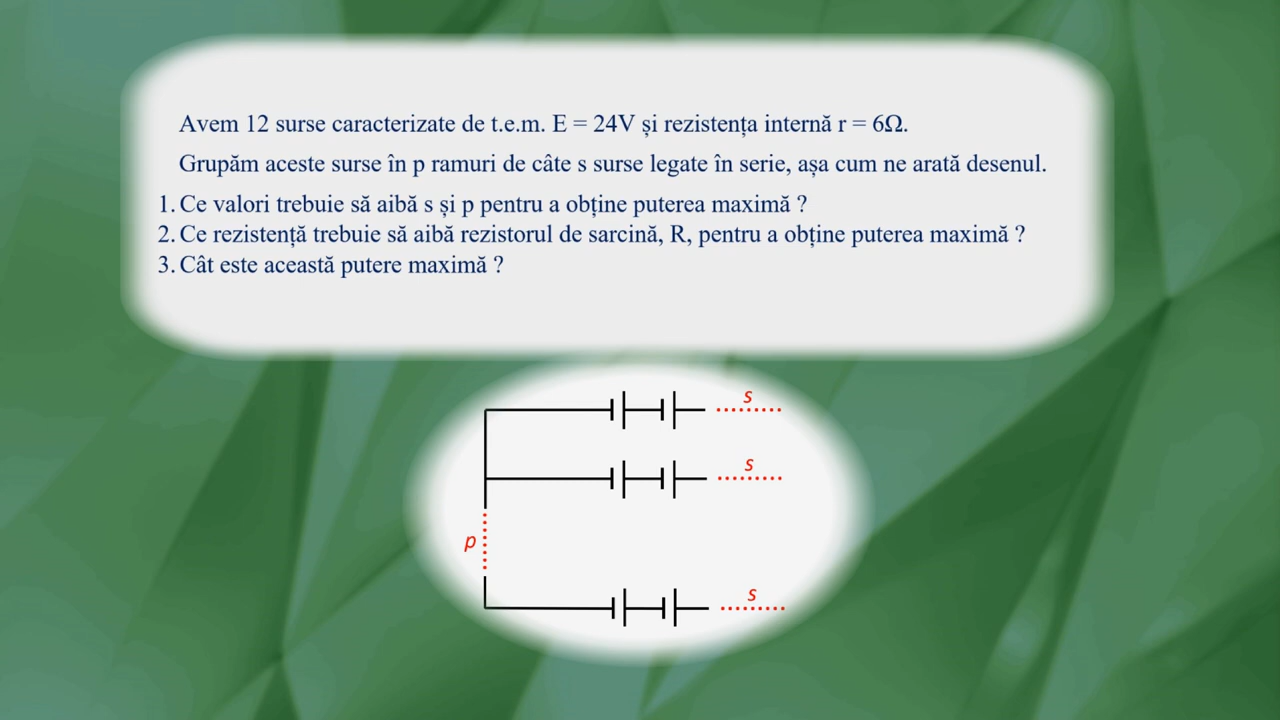 Avem 12 surse caracterizate de t.e.m. E = 24V și rezistența internă r = 6Ω.
Grupăm aceste surse în p ramuri de câte s surse legate în serie, așa cum ne arată desenul.
1. Ce valori trebuie să aibă s și p pentru a obține puterea maximă ?
2. Ce rezistență trebuie să aibă rezistorul de sarcină, R, pentru a obține puterea maximă ?
3. Cât este această putere maximă ?
s
s
p
s